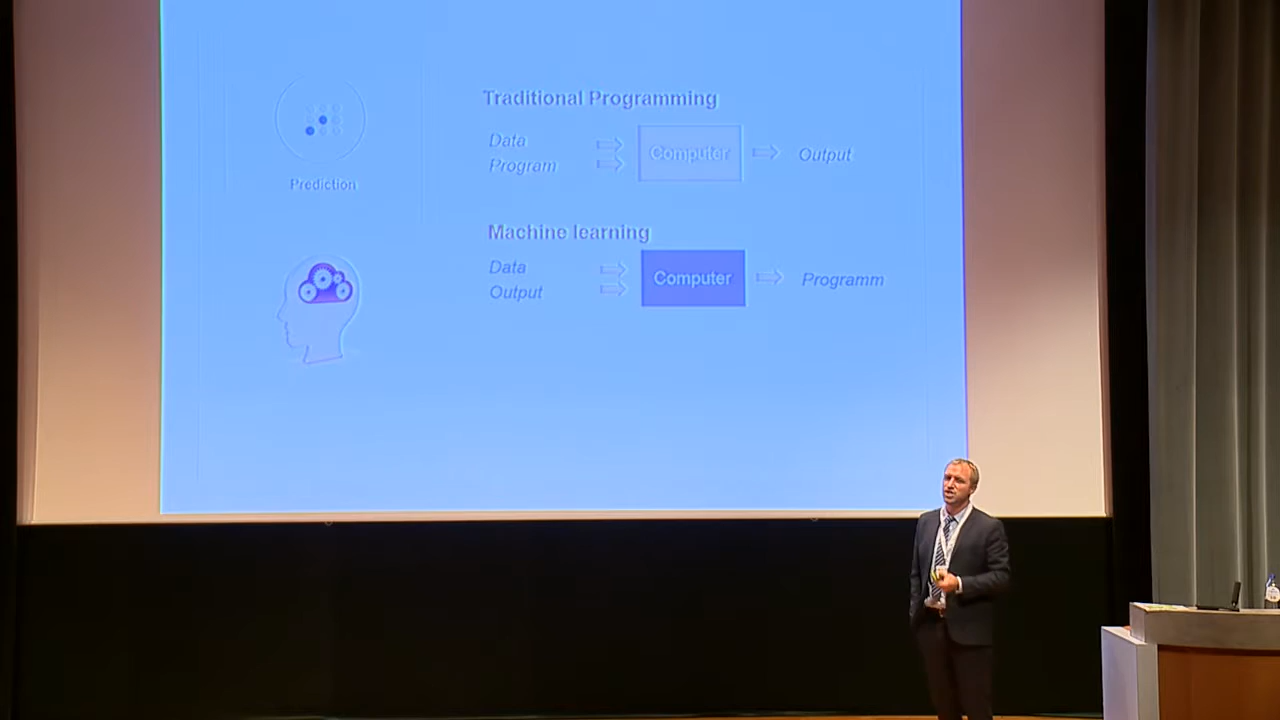 Prediction
Traditional Programming
Data
Program
Computer
Output
Machine learning
Data
Output
Computer
Programm